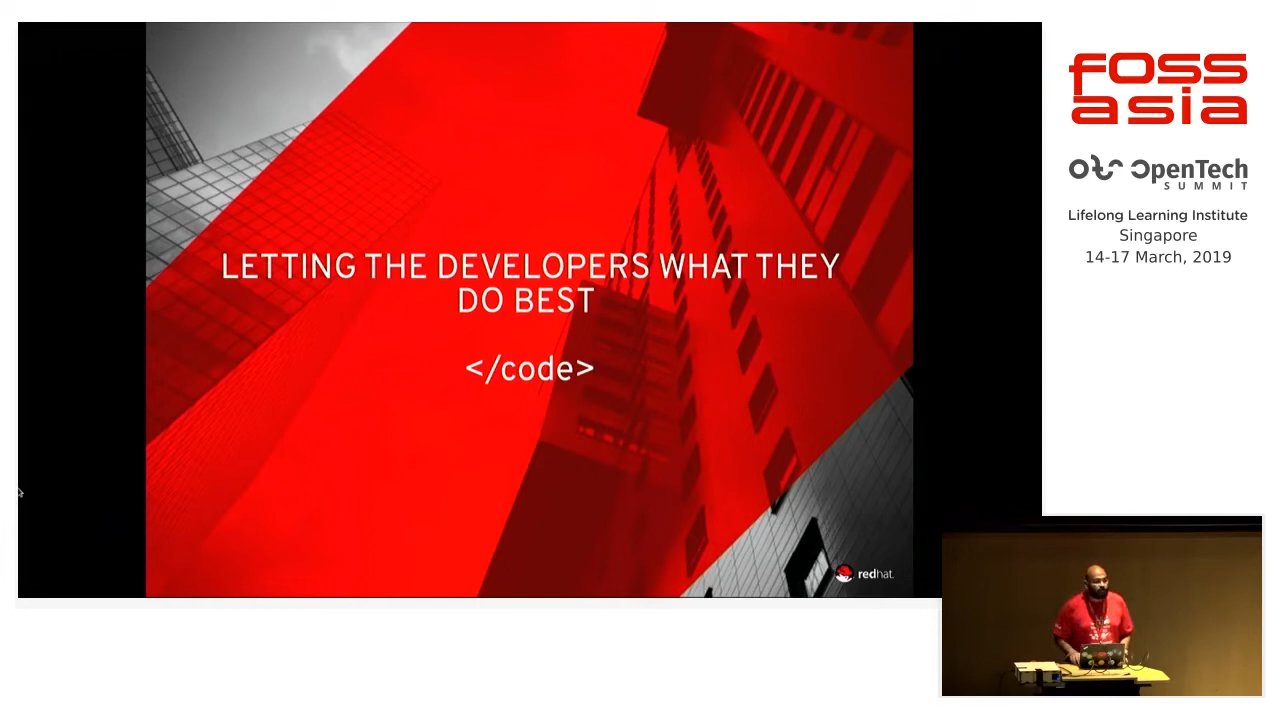 LETTING THE DEVELOPERS WHAT THEY
DO BEST
</code>
redhat.
foss
asia
OpenTech
SUMMIT
Lifelong Learning Institute
Singapore
14-17 March, 2019